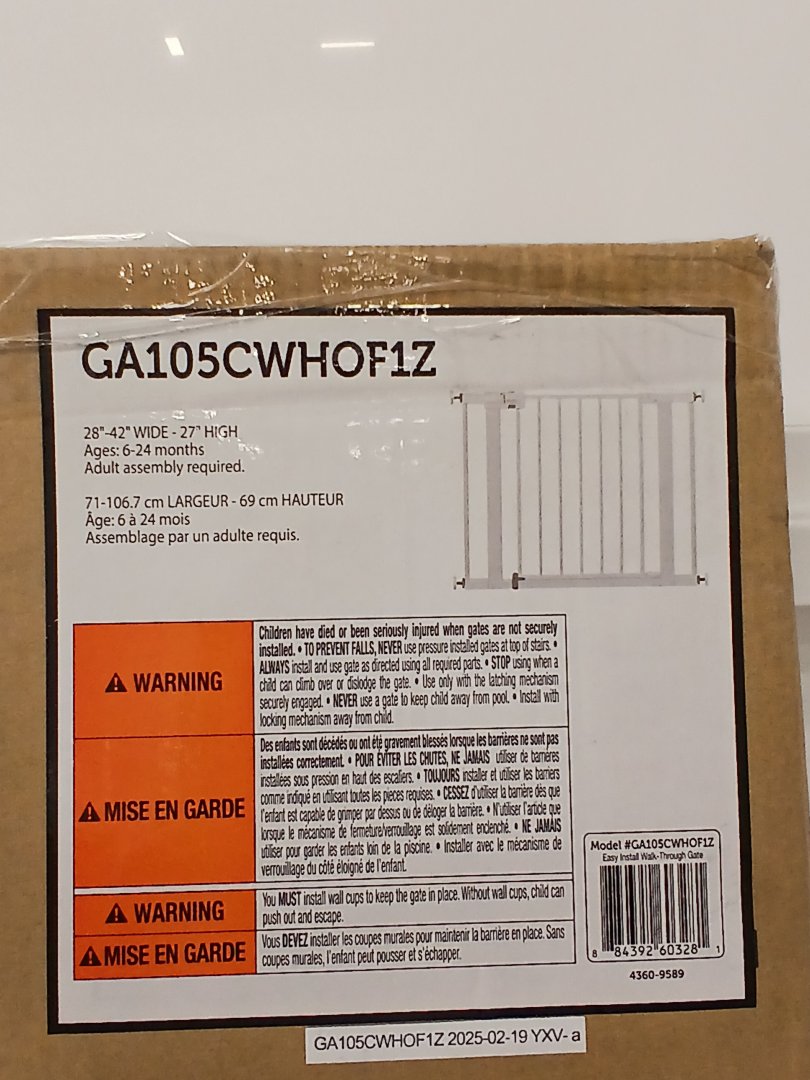 GA105CWHOF1Z
28"-42" WIDE - 27" HIGH
Ages: 6-24 months
Adult assembly required.
71-106.7 cm LARGEUR - 69 cm HAUTEUR
Âge: 6 à 24 mois
Assemblage par un adulte requis.
WARNING
Children have died or been seriously injured when gates are not securely
installed. • TO PREVENT FALLS, NEVER use pressure installed gates at top of stairs. •
ALWAYS install and use gate as directed using all required parts. • STOP using when a
child can climb over or dislodge the gate. • Use only with the latching mechanism
securely engaged. • NEVER use a gate to keep child away from pool. • Install with
locking mechanism away from child.
MISE EN GARDE
Des enfants sont décédés ou ont été gravement blessés lorsque les barrières ne sont pas
installées correctement. • POUR ÉVITER LES CHUTES, NE JAMAIS utiliser de barrières
installées sous pression en haut des escaliers. • TOUJOURS installer et utiliser les barriers
comme indiqué en utilisant toutes les pieces requises. • CESSEZ d'utiliser la barrière dès que
l'enfant est capable de grimper par dessus ou de déloger la barrière. • N'utiliser l'article que
lorsque le mécanisme de fermeture/verrouillage est solidement enclenché. • NE JAMAIS
utiliser pour garder les enfants loin de la piscine. • Installer avec le mécanisme de
verrouillage du côté éloigné de l'enfant.
WARNING
You MUST install wall cups to keep the gate in place. Without wall cups, child can
push out and escape.
MISE EN GARDE
Vous DEVEZ installer les coupes murales pour maintenir la barrière en place. Sans
coupes murales, l'enfant peut pousser et s'échapper.
Model #GA105CWHOF1Z
Easy Install Walk-Through Gate
8 84392 60328 1
4360-9589
GA105CWHOF1Z 2025-02-19 YXV- a